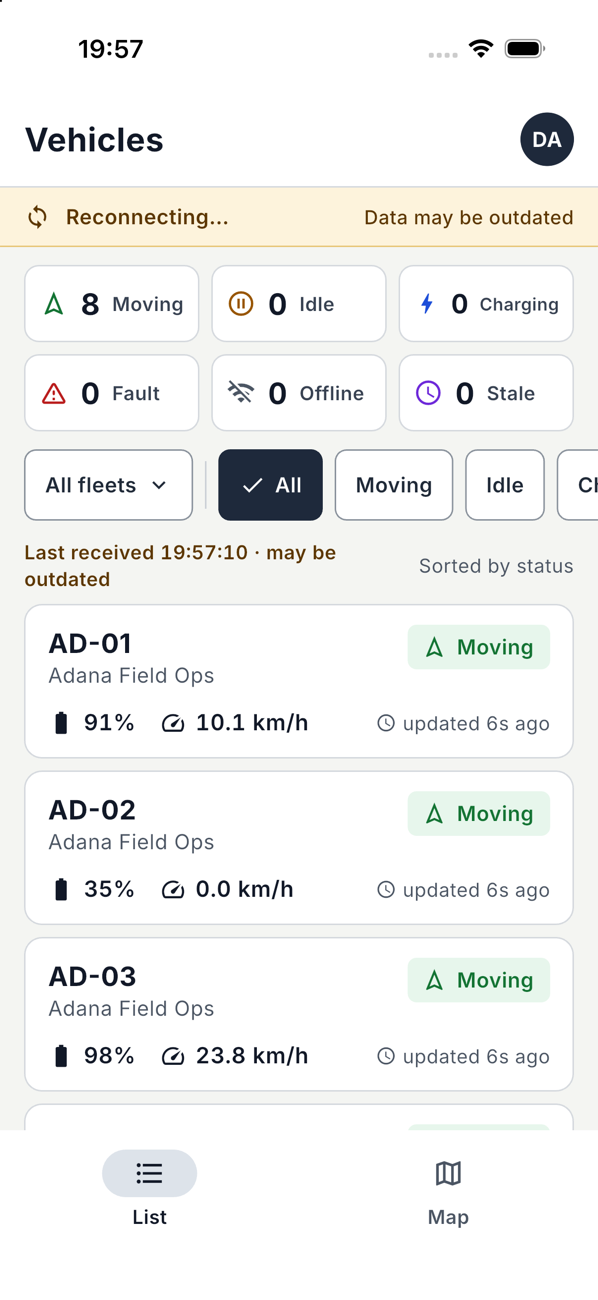 19:57
Vehicles
DA
Reconnecting...
Data may be outdated
8 Moving
0 Idle
0 Charging
0 Fault
0 Offline
0 Stale
All fleets
All
Moving
Idle
Ch
Last received 19:57:10 · may be
outdated
Sorted by status
AD-01
Moving
Adana Field Ops
91%
10.1 km/h
updated 6s ago
AD-02
Moving
Adana Field Ops
35%
0.0 km/h
updated 6s ago
AD-03
Moving
Adana Field Ops
98%
23.8 km/h
updated 6s ago
List
Map